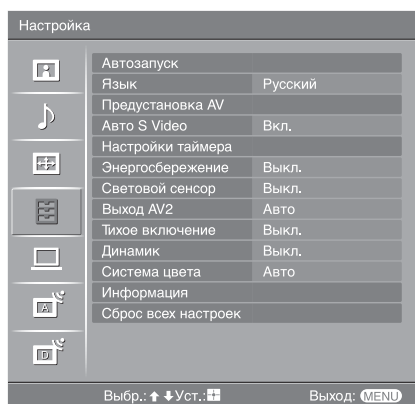 Настройка
Автозапуск
Язык Русский
Предустановка AV
Авто S Video Вкл.
Настройки таймера
Энергосбережение Выкл.
Световой сенсор Выкл.
Выход AV2 Авто
Тихое включение Выкл.
Динамик Выкл.
Система цвета Авто
Информация
Сброс всех настроек
A
D
Выбр.: Уст.: Выход: MENU